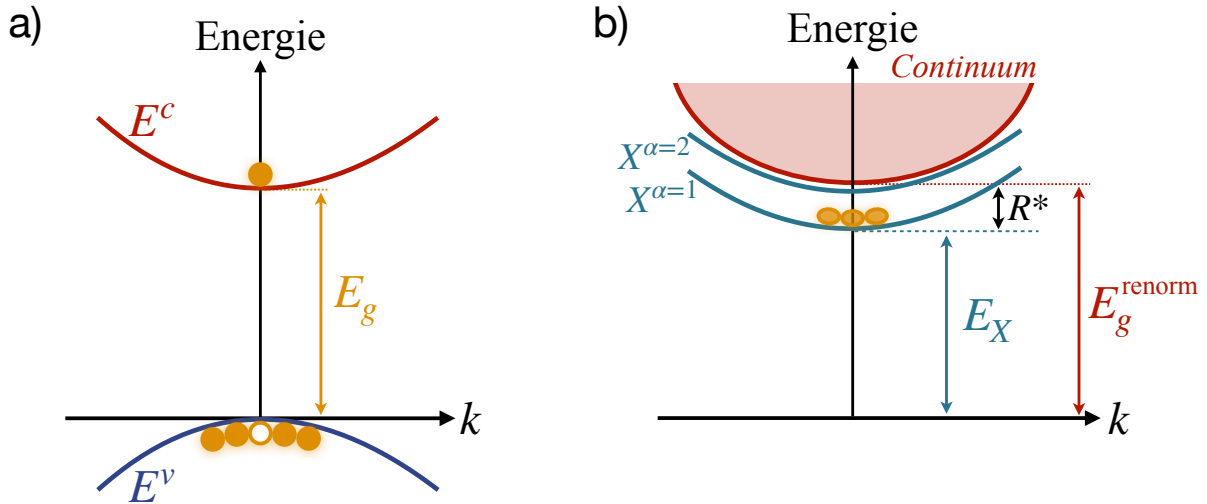 a)
Energie
E^c
E_g
k
E^v
b)
Energie
Continuum
X^{α=2}
X^{α=1}
R*
E_X
E_g^{renorm}
k